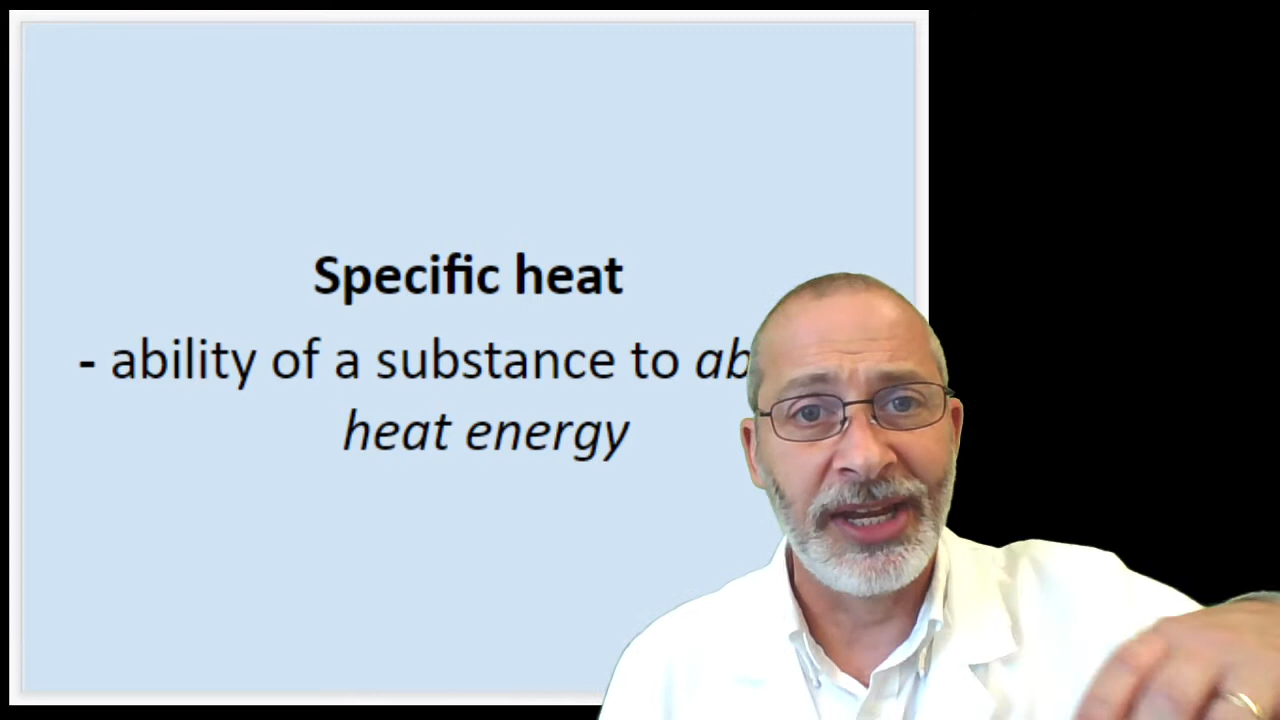 Specific heat
- ability of a substance to
heat energy